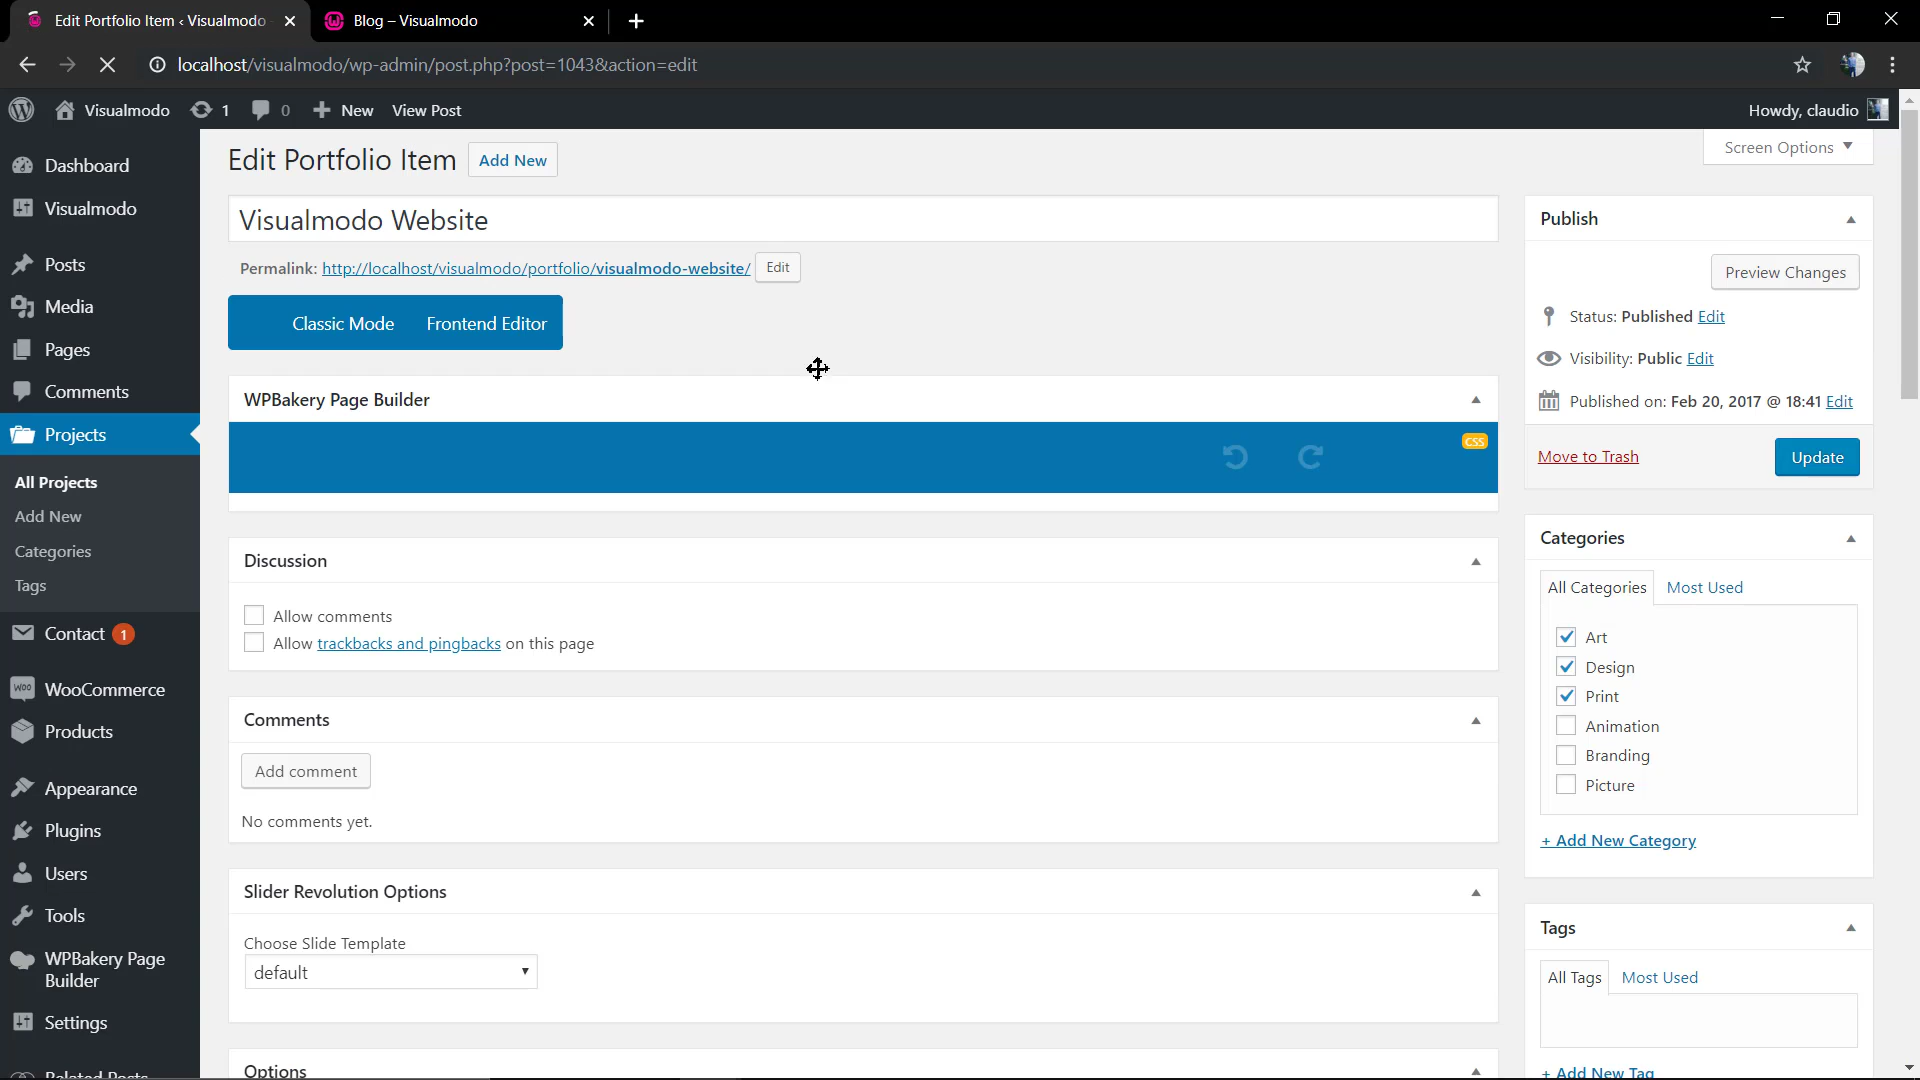 Edit Portfolio Item ‹ Visualmodo
Blog – Visualmodo
localhost/visualmodo/wp-admin/post.php?post=1043&action=edit
Visualmodo 1 0 New View Post
Howdy, claudio
Dashboard
Visualmodo
Posts
Media
Pages
Comments
Projects
All Projects
Add New
Categories
Tags
Contact 1
WooCommerce
Products
Appearance
Plugins
Users
Tools
WPBakery Page
Builder
Settings
Related Posts
Edit Portfolio Item Add New
Screen Options
Visualmodo Website
Permalink: http://localhost/visualmodo/portfolio/visualmodo-website/ Edit
Classic Mode Frontend Editor
WPBakery Page Builder
CSS
Discussion
Allow comments
Allow trackbacks and pingbacks on this page
Comments
Add comment
No comments yet.
Slider Revolution Options
Choose Slide Template
default
Options
Publish
Preview Changes
Status: Published Edit
Visibility: Public Edit
Published on: Feb 20, 2017 @ 18:41 Edit
Move to Trash Update
Categories
All Categories Most Used
Art
Design
Print
Animation
Branding
Picture
+ Add New Category
Tags
All Tags Most Used
+ Add New Tag